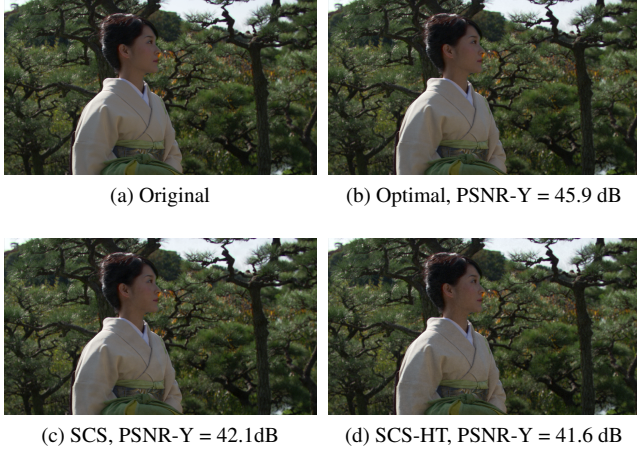 (a) Original
(b) Optimal, PSNR-Y = 45.9 dB
(c) SCS, PSNR-Y = 42.1dB
(d) SCS-HT, PSNR-Y = 41.6 dB